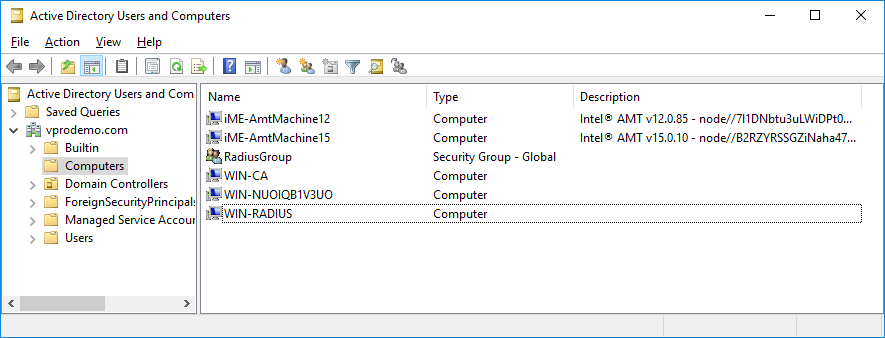 Active Directory Users and Computers
File Action View Help
Active Directory Users and Com
Saved Queries
vprodemo.com
Builtin
Computers
Domain Controllers
ForeignSecurityPrincipals
Managed Service Accour
Users
Name Type Description
iME-AmtMachine12 Computer Intel® AMT v12.0.85 - node//7I1DNbtu3uLWiDPt0...
iME-AmtMachine15 Computer Intel® AMT v15.0.10 - node//B2RZYRSSGZiNaha47...
RadiusGroup Security Group - Global
WIN-CA Computer
WIN-NUOIQB1V3UO Computer
WIN-RADIUS Computer